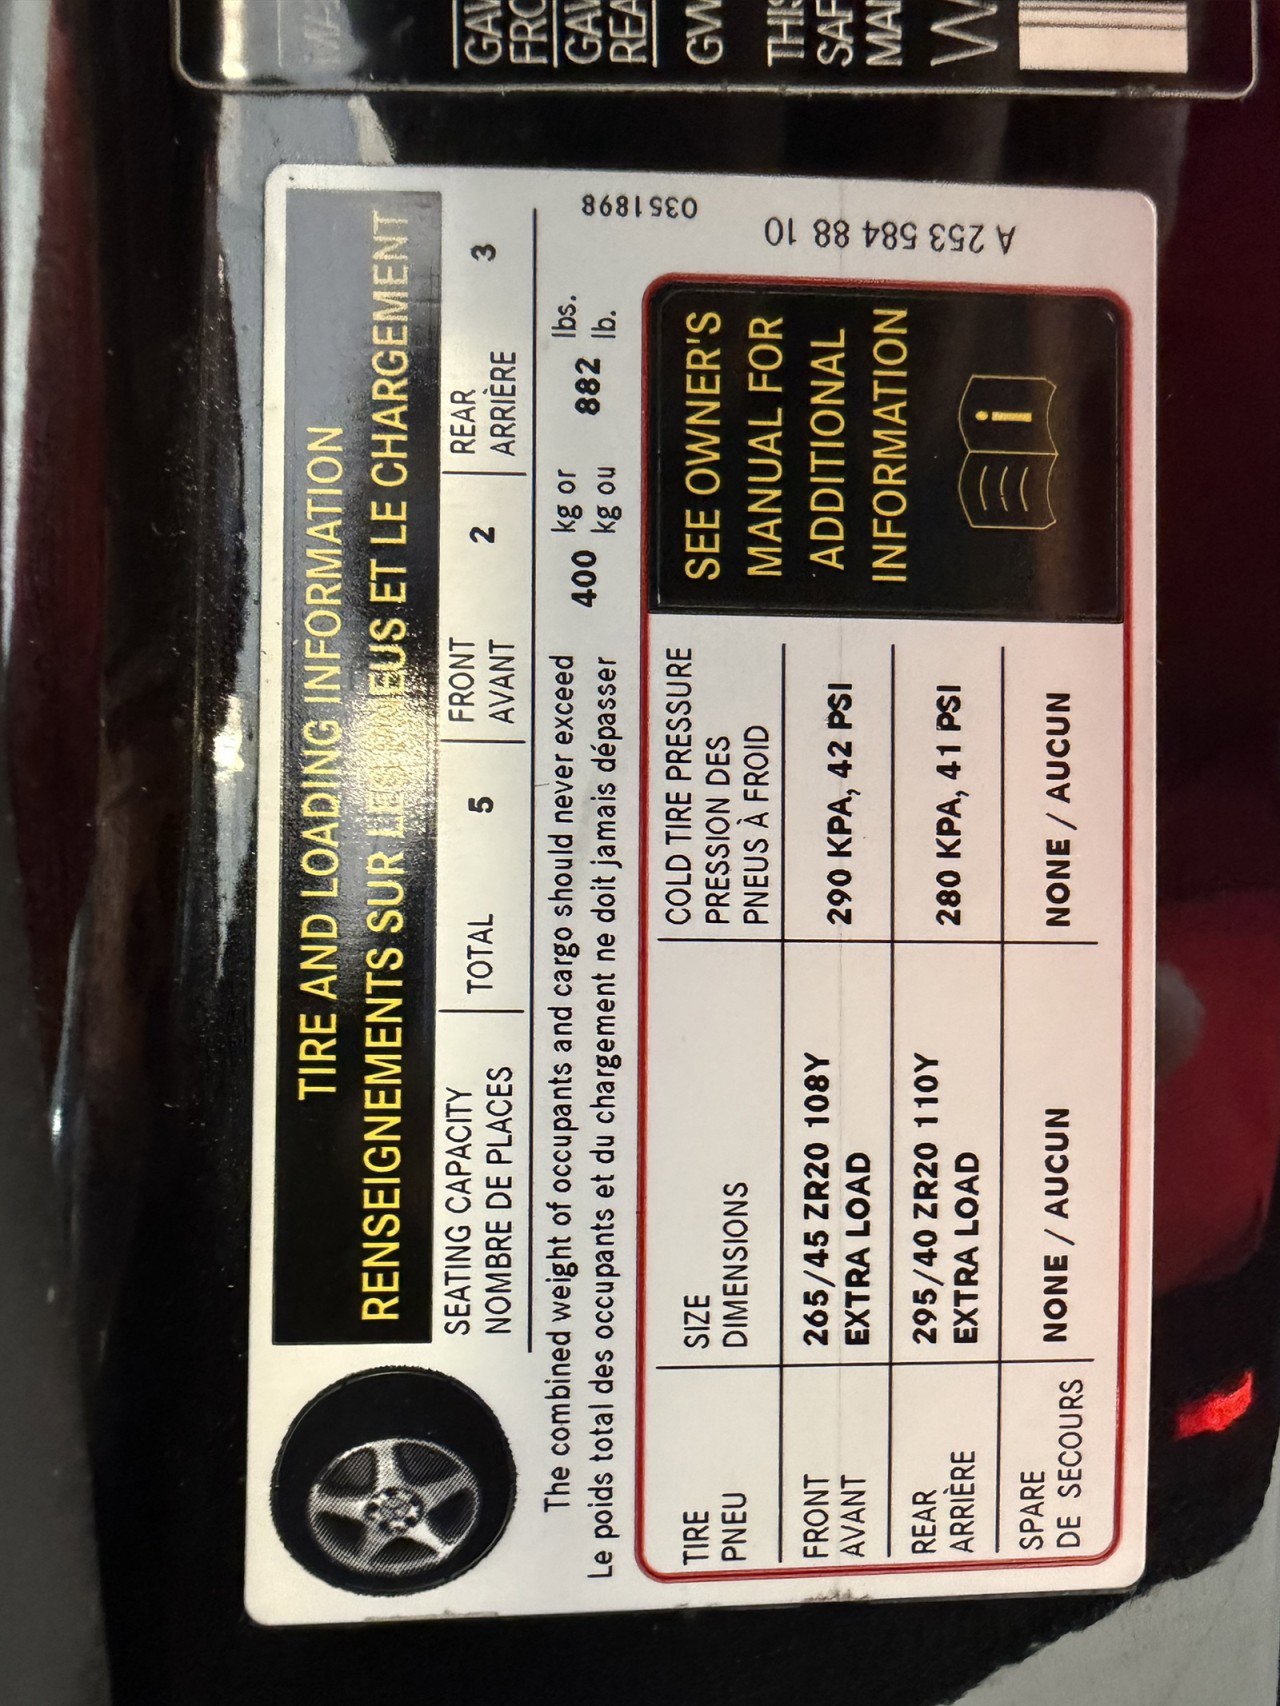 TIRE AND LOADING INFORMATION
RENSEIGNEMENTS SUR LES PNEUS ET LE CHARGEMENT
SEATING CAPACITY
NOMBRE DE PLACES
TOTAL 5
FRONT
AVANT
2
REAR
ARRIÈRE
3
The combined weight of occupants and cargo should never exceed 400 kg or 882 lbs.
Le poids total des occupants et du chargement ne doit jamais dépasser kg ou lb.
TIRE
PNEU
SIZE
DIMENSIONS
COLD TIRE PRESSURE
PRESSION DES
PNEUS À FROID
FRONT
AVANT
265/45 ZR20 108Y
EXTRA LOAD
290 KPA, 42 PSI
REAR
ARRIÈRE
295/40 ZR20 110Y
EXTRA LOAD
280 KPA, 41 PSI
SPARE
DE SECOURS
NONE / AUCUN
NONE / AUCUN
SEE OWNER'S
MANUAL FOR
ADDITIONAL
INFORMATION
i
0351898
A 253 584 88 10